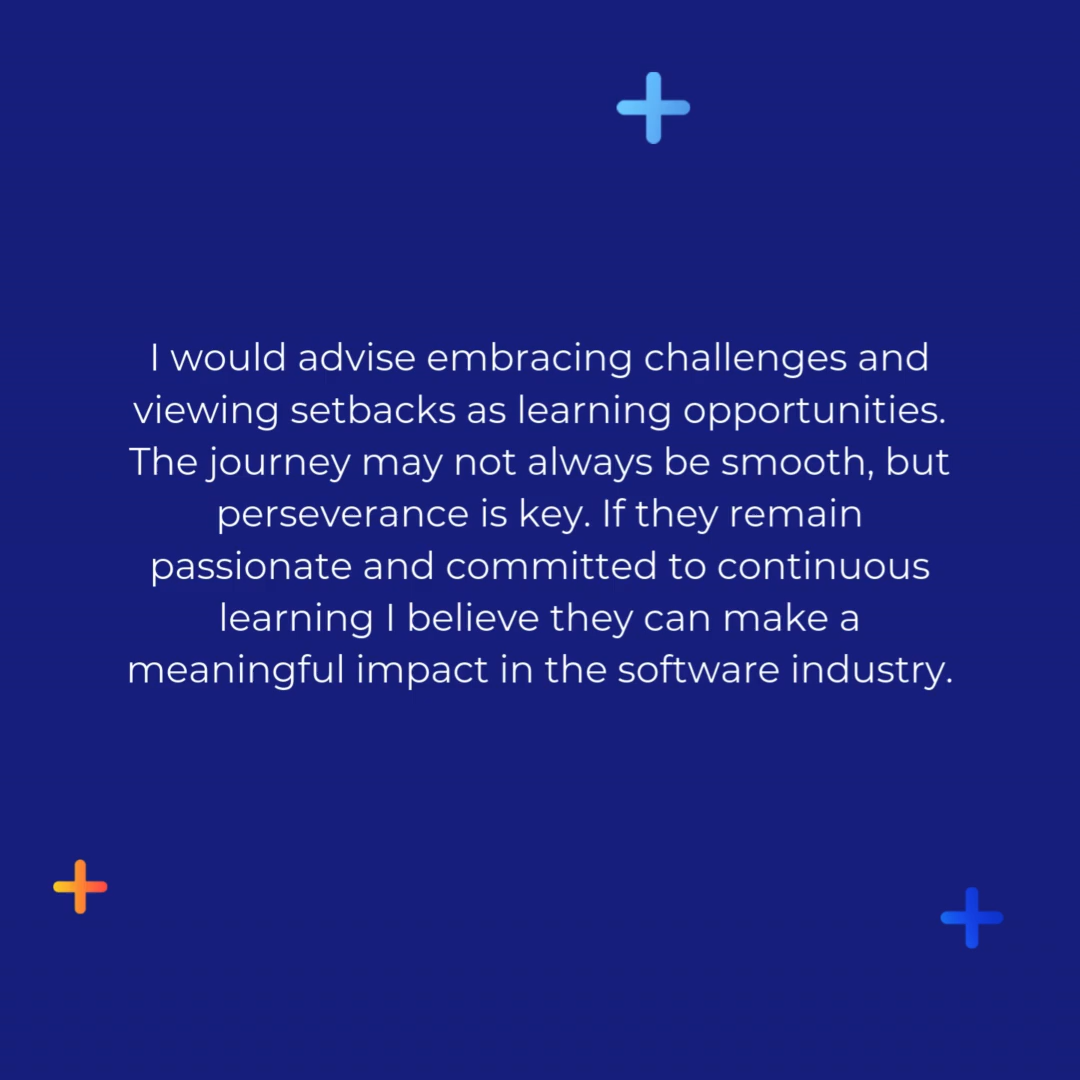 I would advise embracing challenges and
viewing setbacks as learning opportunities.
The journey may not always be smooth, but
perseverance is key. If they remain
passionate and committed to continuous
learning I believe they can make a
meaningful impact in the software industry.